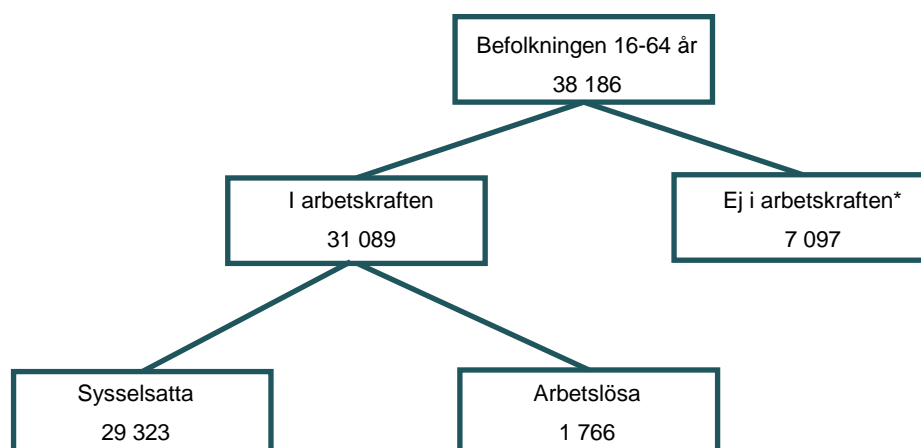 Befolkningen 16-64 år
38 186
I arbetskraften
31 089
Ej i arbetskraften*
7 097
Sysselsatta
29 323
Arbetslösa
1 766